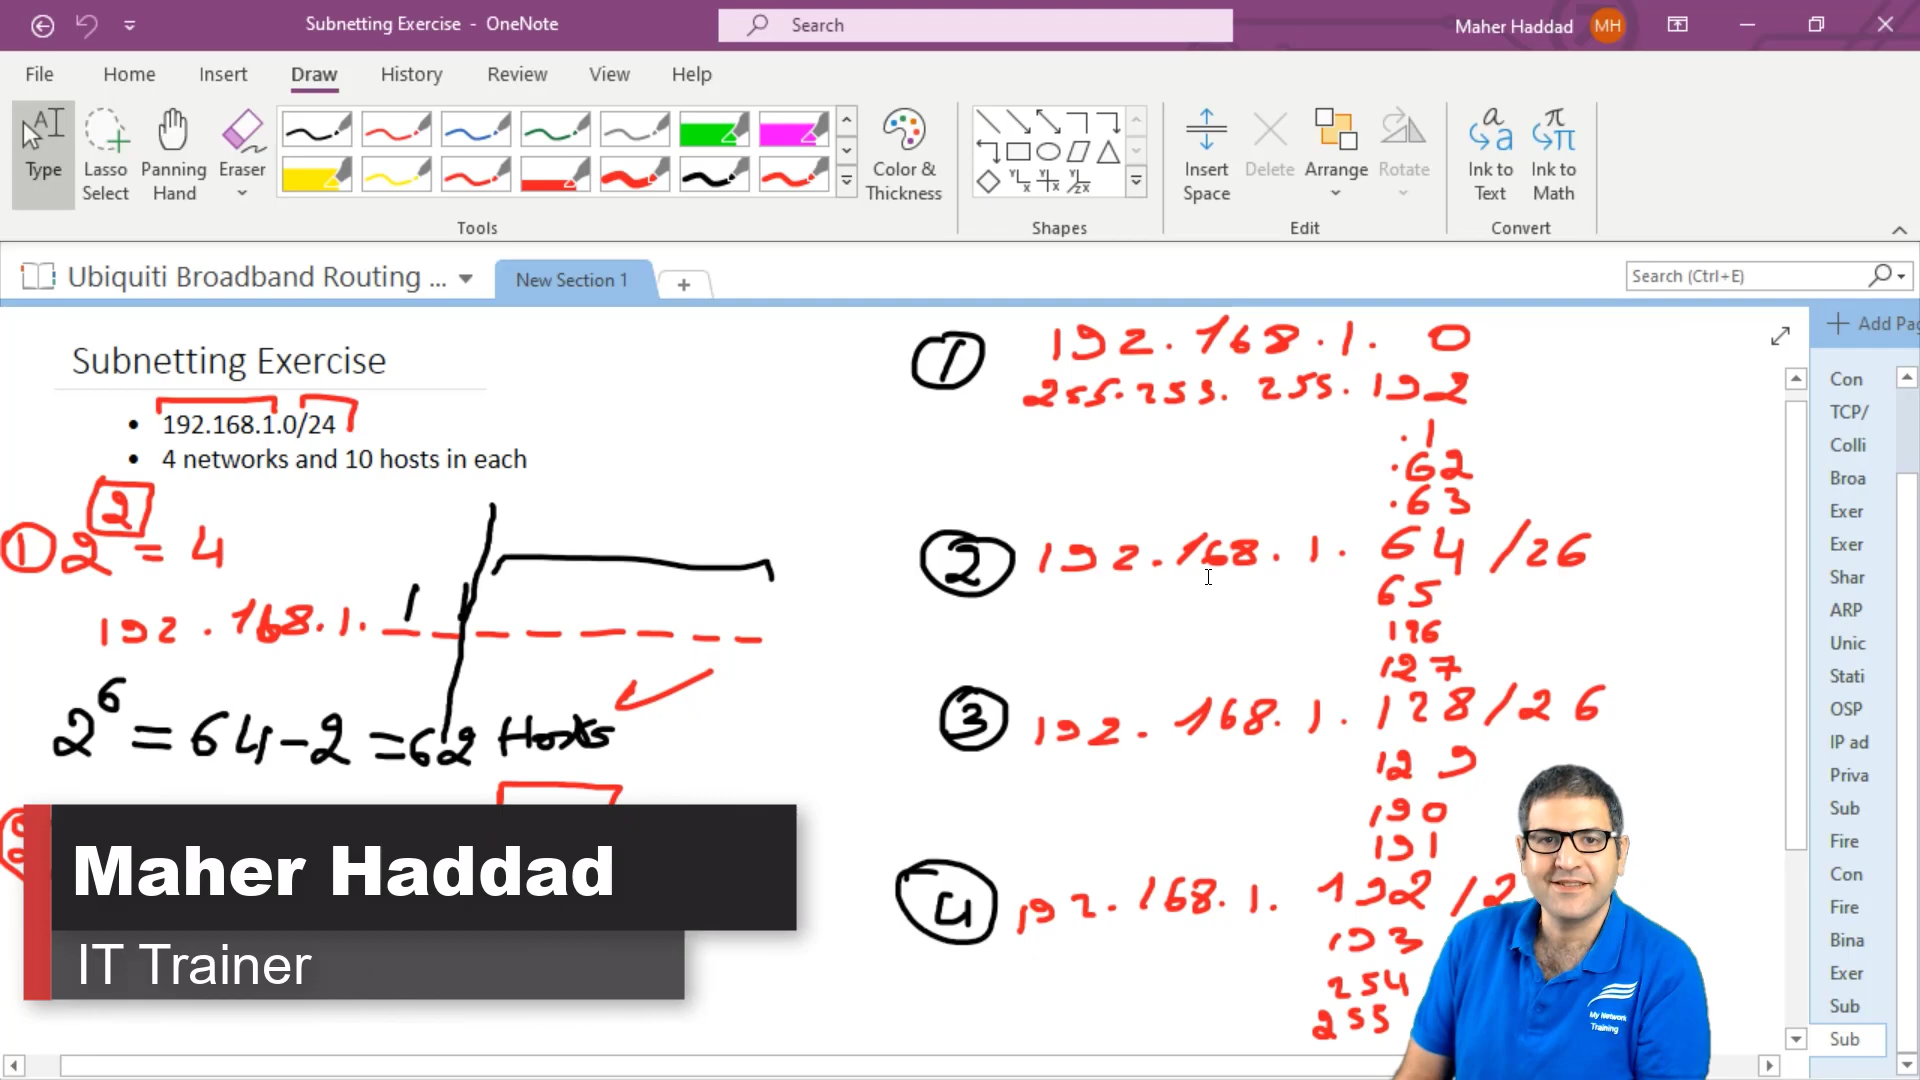 Subnetting Exercise - OneNote
Search
Maher Haddad
MH
File Home Insert Draw History Review View Help
Type
Lasso Select
Panning Hand
Eraser
Color & Thickness
Insert Space
Delete
Arrange
Rotate
Ink to Text
Ink to Math
Tools
Shapes
Edit
Convert
Ubiquiti Broadband Routing ...
New Section 1
Search (Ctrl+E)
Subnetting Exercise
• 192.168.1.0/24
• 4 networks and 10 hosts in each
1 2^2 = 4
192.168.1.
2^6 = 64-2 = 62 Hosts
1 192.168.1. 0
255.255.255.192
.1
.62
.63
2 192.168.1.64 /26
65
126
127
3 192.168.1.128/26
129
190
191
4 192.168.1.192 /2
193
254
255
Maher Haddad
IT Trainer
My Network
Training
Add Pag
Con
TCP/
Colli
Broa
Exer
Exer
Shar
ARP
Unic
Stati
OSP
IP ad
Priva
Sub
Fire
Con
Fire
Bina
Exer
Sub
Sub